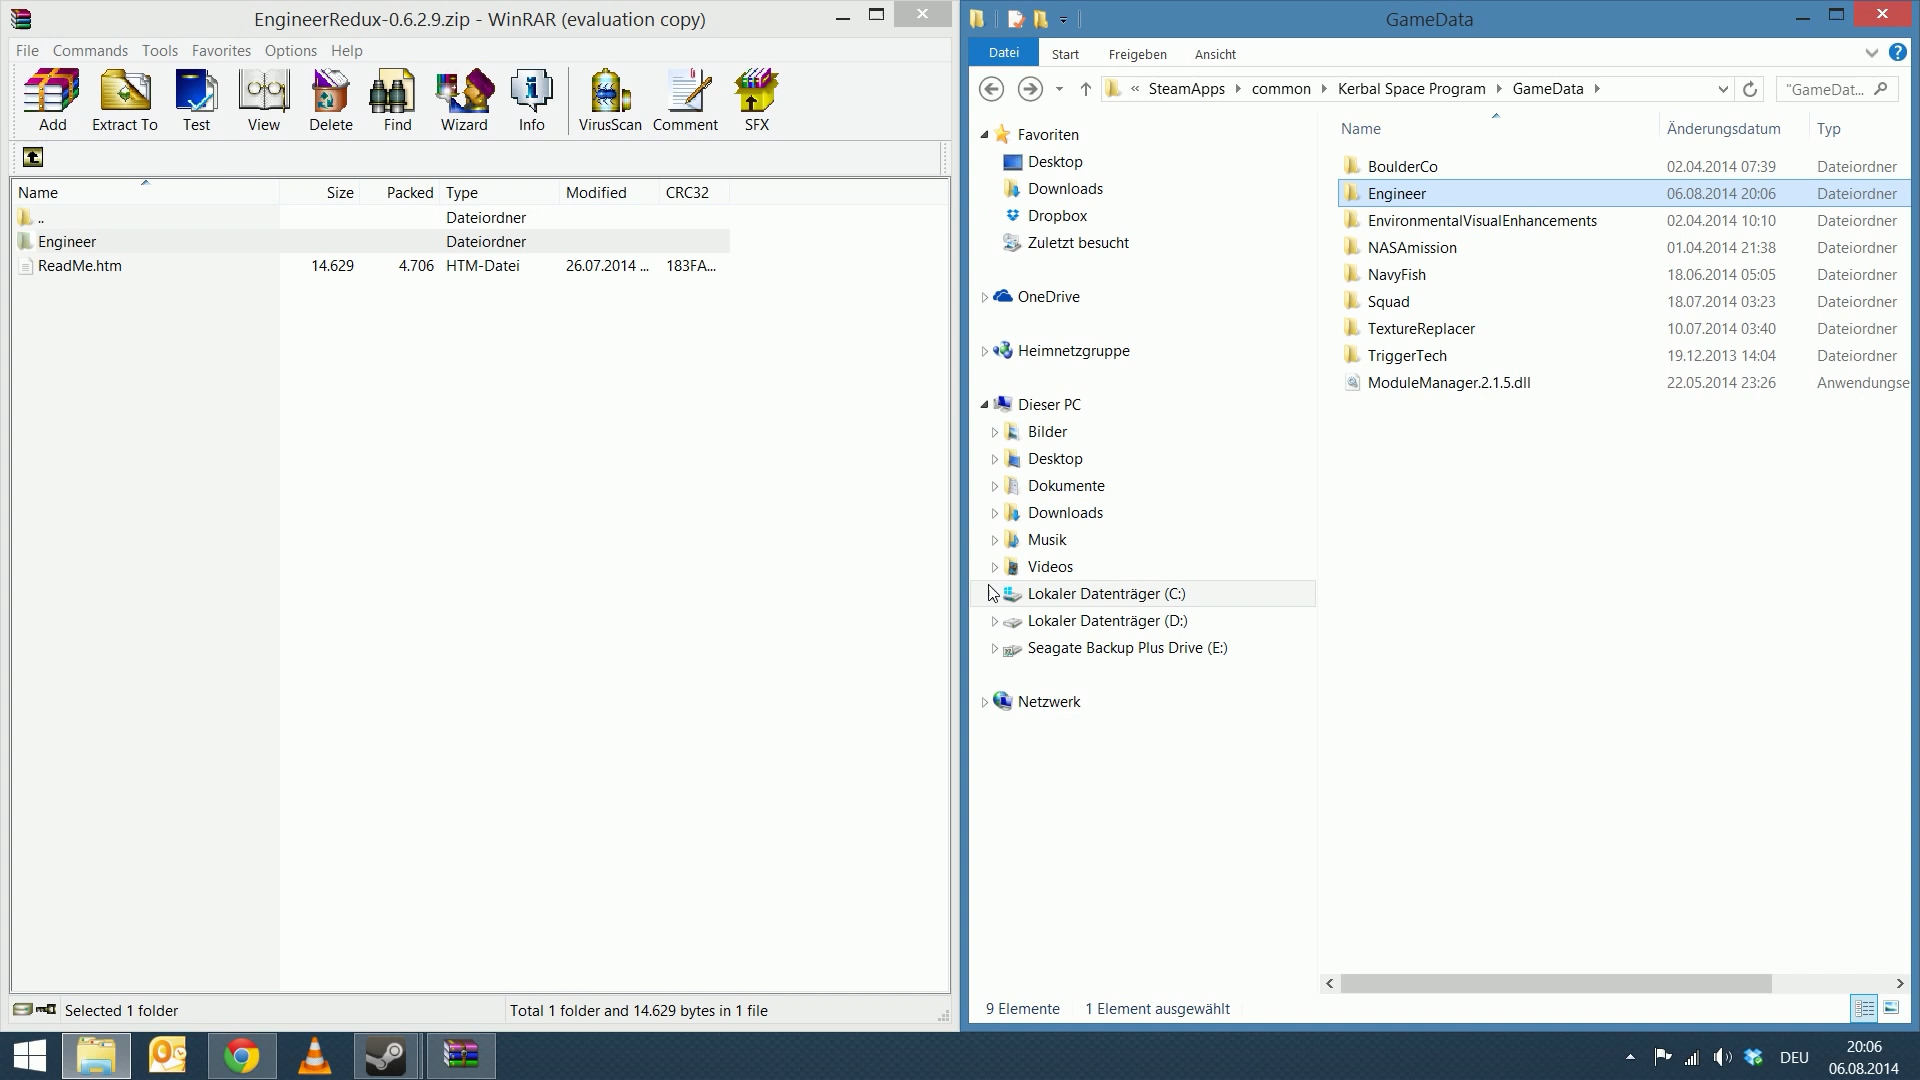 EngineerRedux-0.6.2.9.zip - WinRAR (evaluation copy)
File Commands Tools Favorites Options Help
Add Extract To Test View Delete Find Wizard Info VirusScan Comment SFX
Name Size Packed Type Modified CRC32
.. Dateiordner
Engineer Dateiordner
ReadMe.htm 14.629 4.706 HTM-Datei 26.07.2014 ... 183FA...
Selected 1 folder Total 1 folder and 14.629 bytes in 1 file
GameData
Datei Start Freigeben Ansicht
« SteamApps Common Kerbal Space Program GameData "GameDat...
Favoriten
Desktop
Downloads
Dropbox
Zuletzt besucht
OneDrive
Heimnetzgruppe
Dieser PC
Bilder
Desktop
Dokumente
Downloads
Musik
Videos
Lokaler Datenträger (C:)
Lokaler Datenträger (D:)
Seagate Backup Plus Drive (E:)
Netzwerk
Name Änderungsdatum Typ
BoulderCo 02.04.2014 07:39 Dateiordner
Engineer 06.08.2014 20:06 Dateiordner
EnvironmentalVisualEnhancements 02.04.2014 10:10 Dateiordner
NASAmission 01.04.2014 21:38 Dateiordner
NavyFish 18.06.2014 05:05 Dateiordner
Squad 18.07.2014 03:23 Dateiordner
TextureReplacer 10.07.2014 03:40 Dateiordner
TriggerTech 19.12.2013 14:04 Dateiordner
ModuleManager.2.1.5.dll 22.05.2014 23:26 Anwendungse
9 Elemente 1 Element ausgewählt
DEU 20:06
06.08.2014